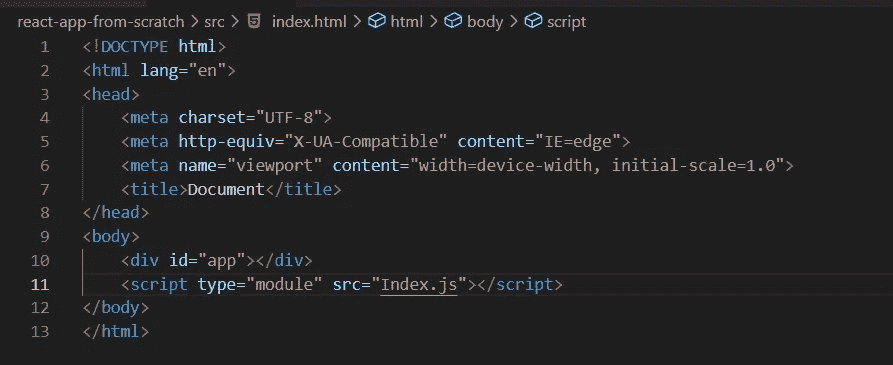 react-app-from-scratch > src > index.html > html > body > script
1 <!DOCTYPE html>
2 <html lang="en">
3 <head>
4 <meta charset="UTF-8">
5 <meta http-equiv="X-UA-Compatible" content="IE=edge">
6 <meta name="viewport" content="width=device-width, initial-scale=1.0">
7 <title>Document</title>
8 </head>
9 <body>
10 <div id="app"></div>
11 <script type="module" src="Index.js"></script>
12 </body>
13 </html>